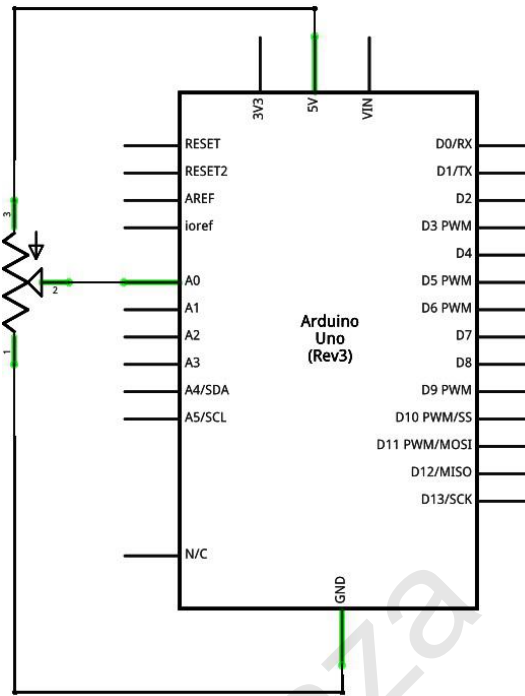 3V3
5V
VIN
RESET
RESET2
AREF
ioref
A0
A1
A2
A3
A4/SDA
A5/SCL
N/C
D0/RX
D1/TX
D2
D3 PWM
D4
D5 PWM
D6 PWM
D7
D8
D9 PWM
D10 PWM/SS
D11 PWM/MOSI
D12/MISO
D13/SCK
Arduino
Uno
(Rev3)
GND
3
2
1
za